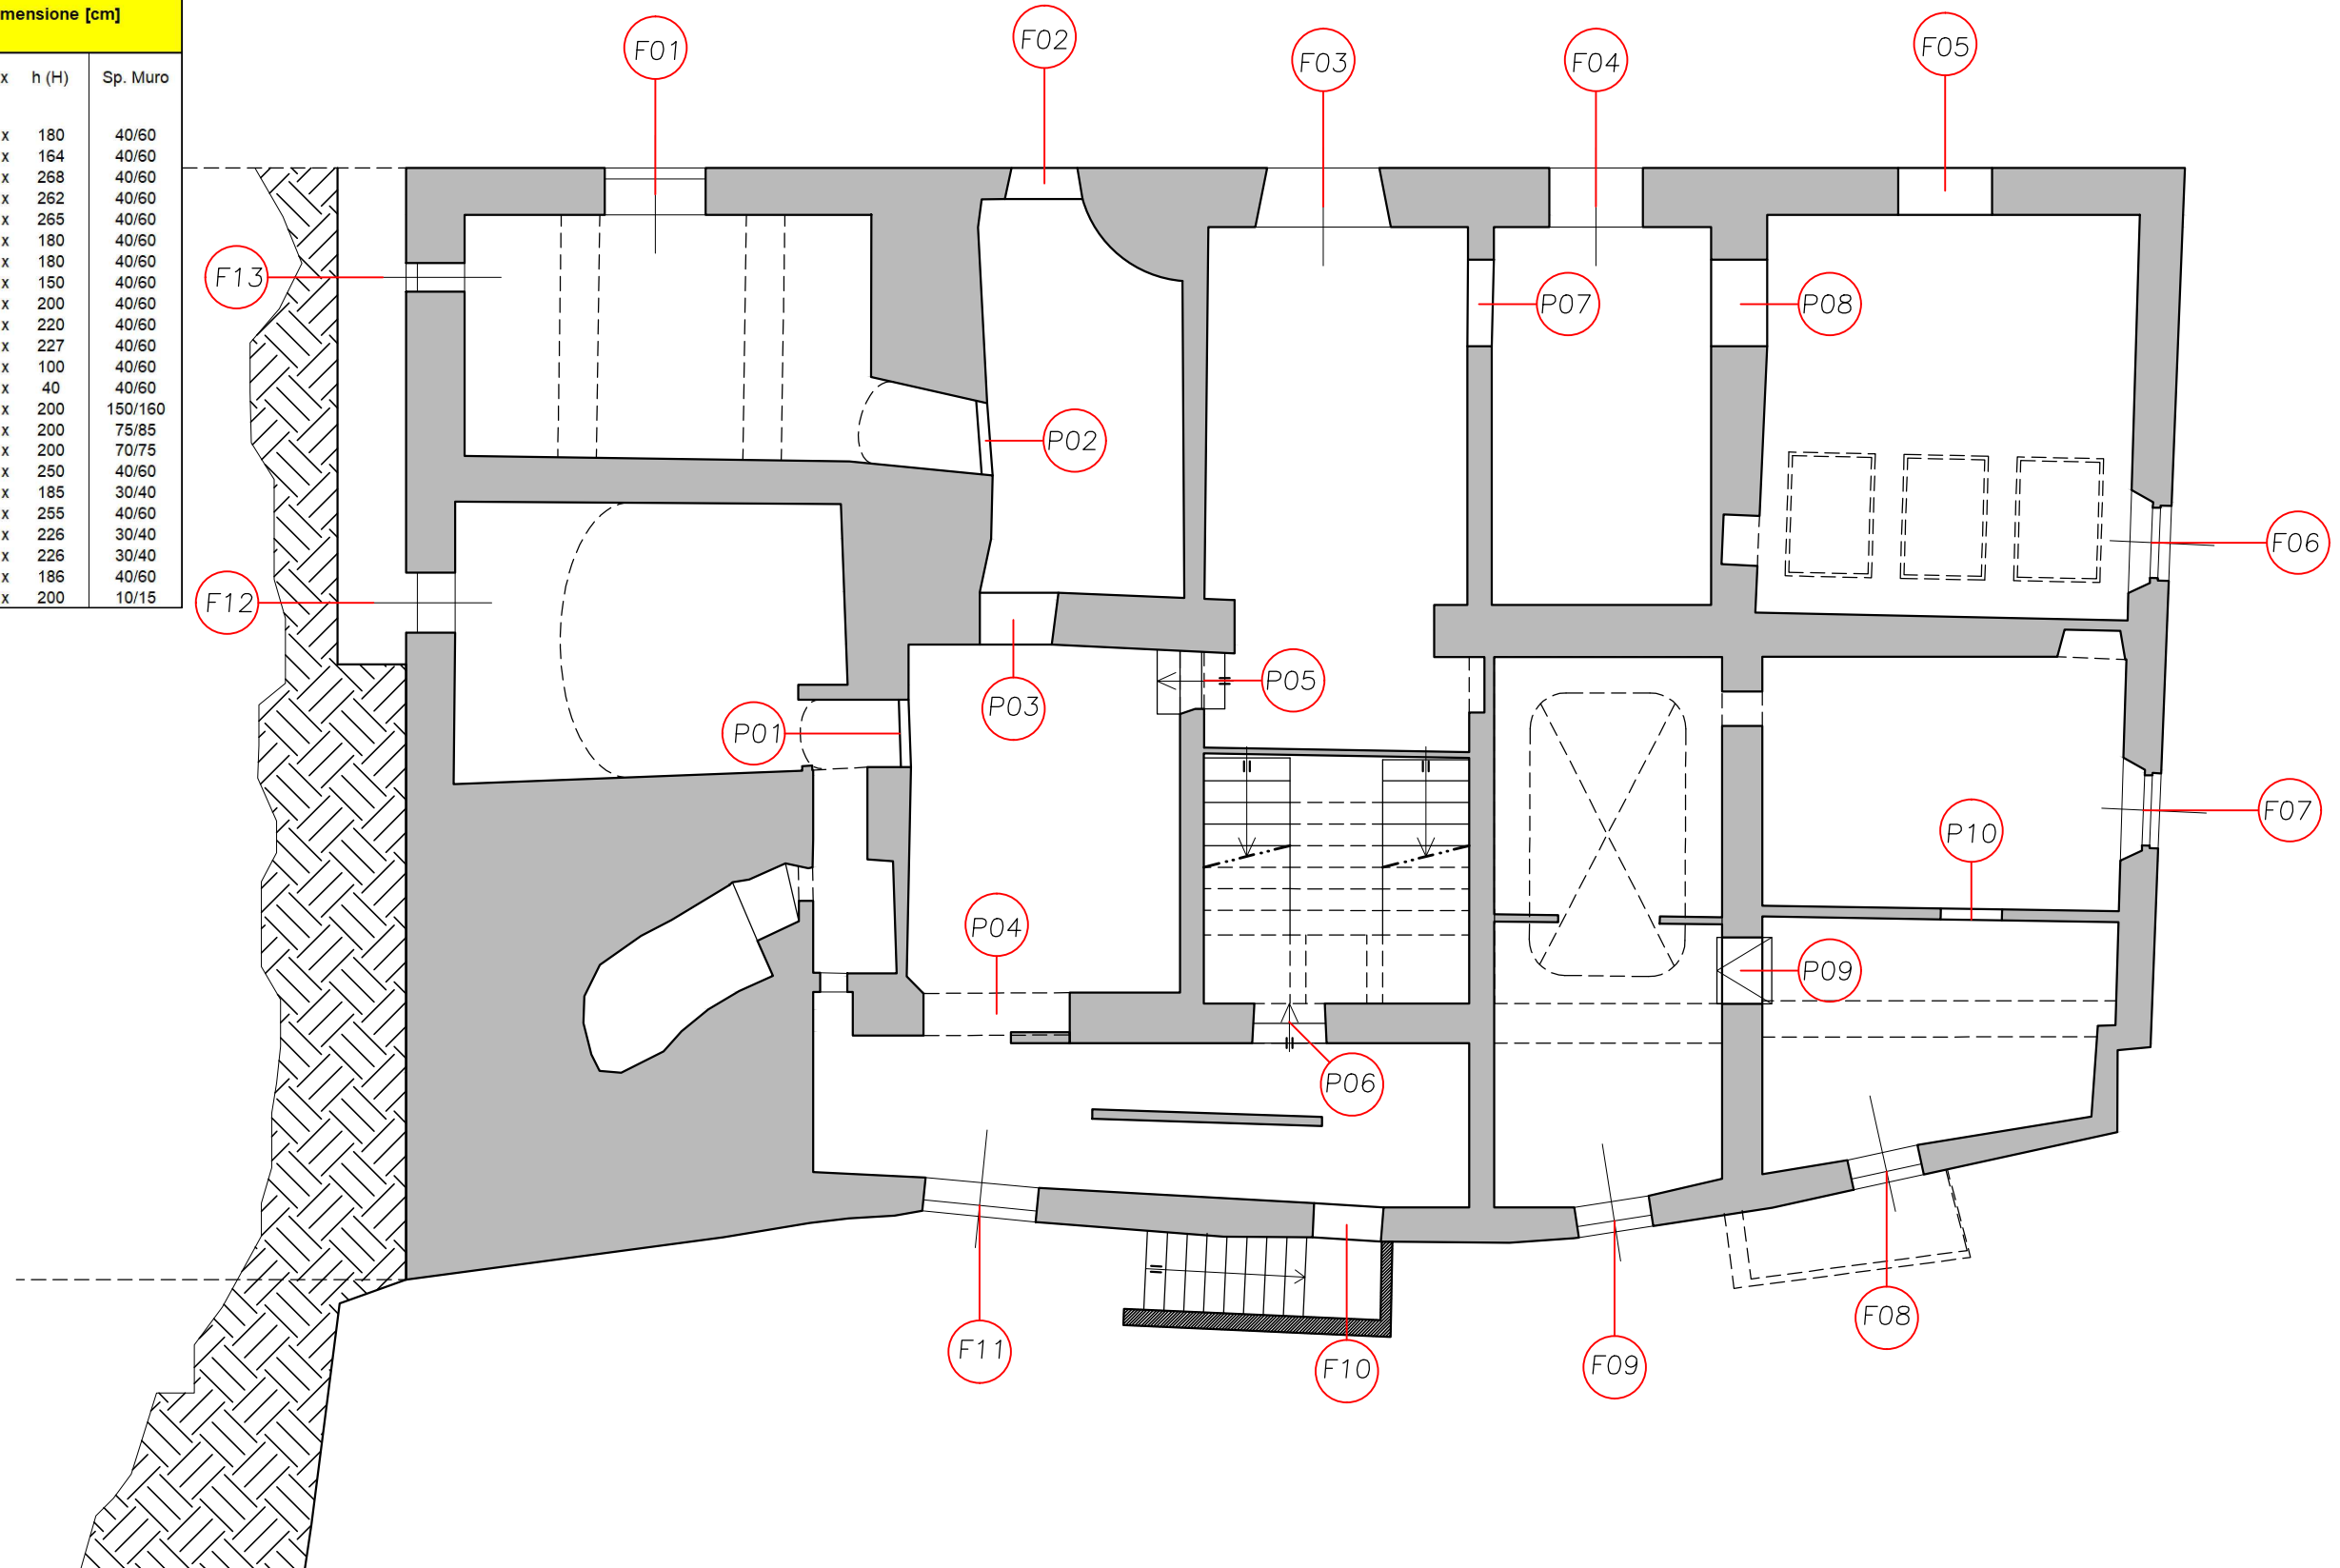 mensione [cm]
x h (H) Sp. Muro
x 180 40/60
x 164 40/60
x 268 40/60
x 262 40/60
x 265 40/60
x 180 40/60
x 180 40/60
x 150 40/60
x 200 40/60
x 220 40/60
x 227 40/60
x 100 40/60
x 40 40/60
x 200 150/160
x 200 75/85
x 200 70/75
x 250 40/60
x 185 30/40
x 255 40/60
x 226 30/40
x 226 30/40
x 186 40/60
x 200 10/15
F01
F02
F03
F04
F05
F13
P07
P08
P02
F06
F12
P05
P03
P01
F07
P10
P04
P09
P06
F08
F11
F09
F10